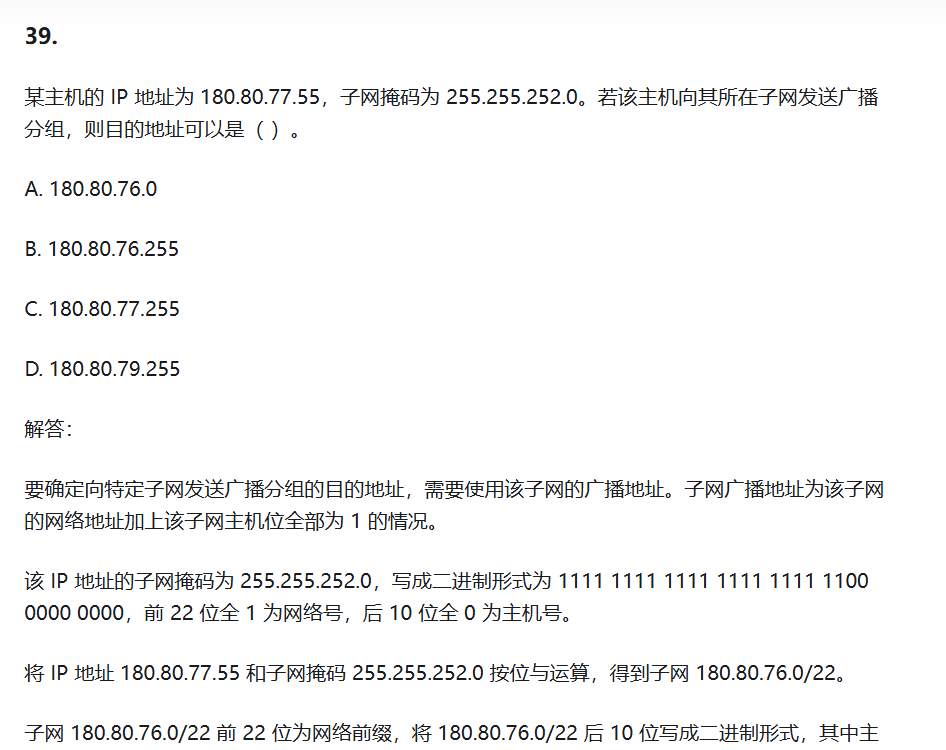 39.
某主机的 IP 地址为 180.80.77.55，子网掩码为 255.255.252.0。若该主机向其所在子网发送广播
分组，则目的地址可以是（ ）。
A. 180.80.76.0
B. 180.80.76.255
C. 180.80.77.255
D. 180.80.79.255
解答：
要确定向特定子网发送广播分组的目的地址，需要使用该子网的广播地址。子网广播地址为该子网
的网络地址加上该子网主机位全部为 1 的情况。
该 IP 地址的子网掩码为 255.255.252.0，写成二进制形式为 1111 1111 1111 1111 1111 1100
0000 0000，前 22 位全 1 为网络号，后 10 位全 0 为主机号。
将 IP 地址 180.80.77.55 和子网掩码 255.255.252.0 按位与运算，得到子网 180.80.76.0/22。
子网 180.80.76.0/22 前 22 位为网络前缀，将 180.80.76.0/22 后 10 位写成二进制形式，其中主